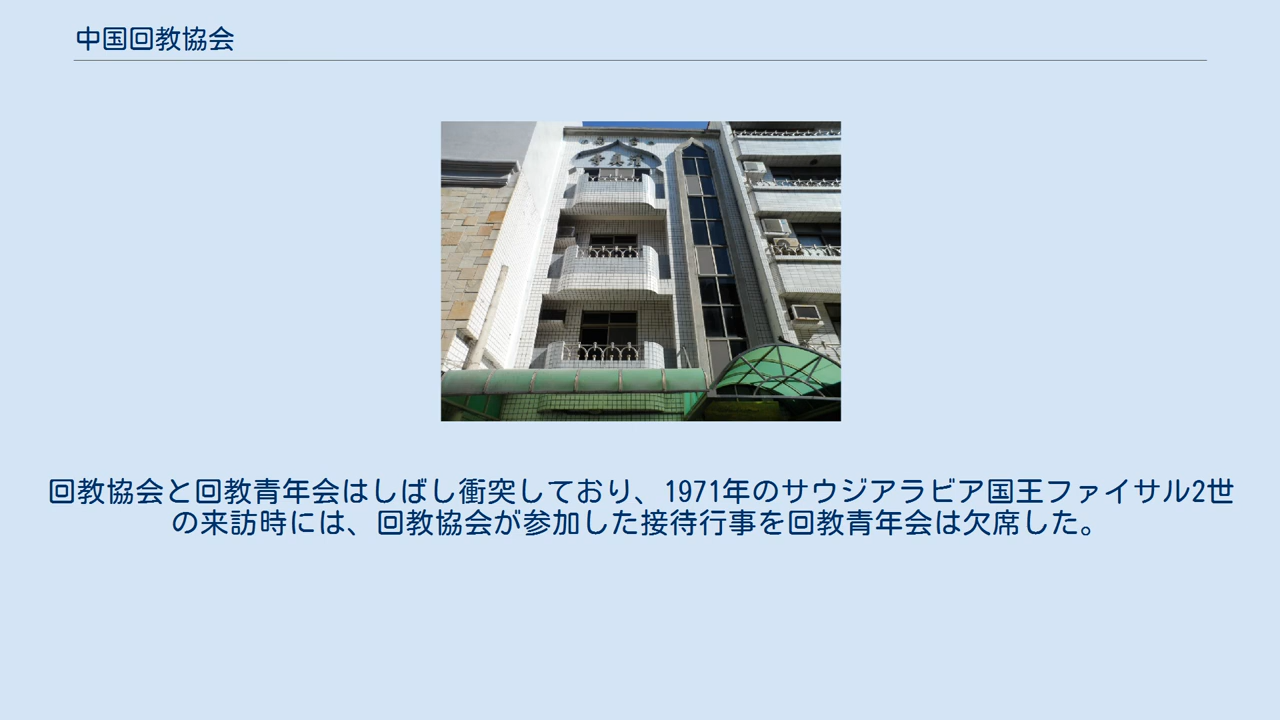 中国回教協会
回教協会と回教青年会はしばし衝突しており、1971年のサウジアラビア国王ファイサル2世
の来訪時には、回教協会が参加した接待行事を回教青年会は欠席した。